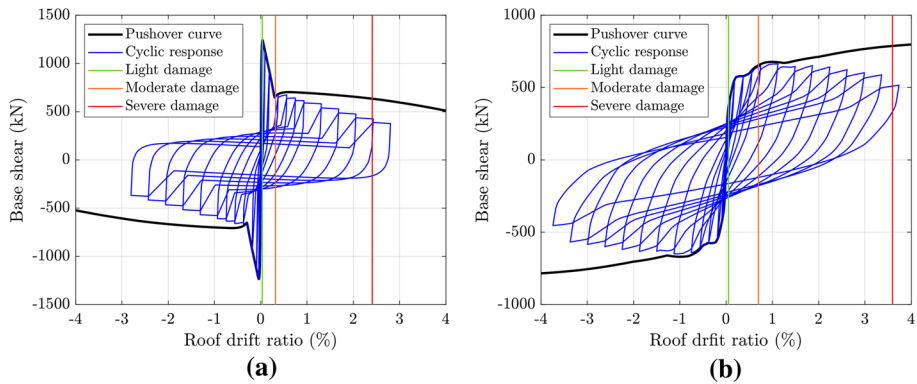 1500
1000
500
0
-500
-1000
-1500
Base shear (kN)
Pushover curve
Cyclic response
Light damage
Moderate damage
Severe damage
-4 -3 -2 -1 0 1 2 3 4
Roof drift ratio (%)
(a)
1000
500
0
-500
-1000
Base shear (kN)
Pushover curve
Cyclic response
Light damage
Moderate damage
Severe damage
-4 -3 -2 -1 0 1 2 3 4
Roof drfit ratio (%)
(b)